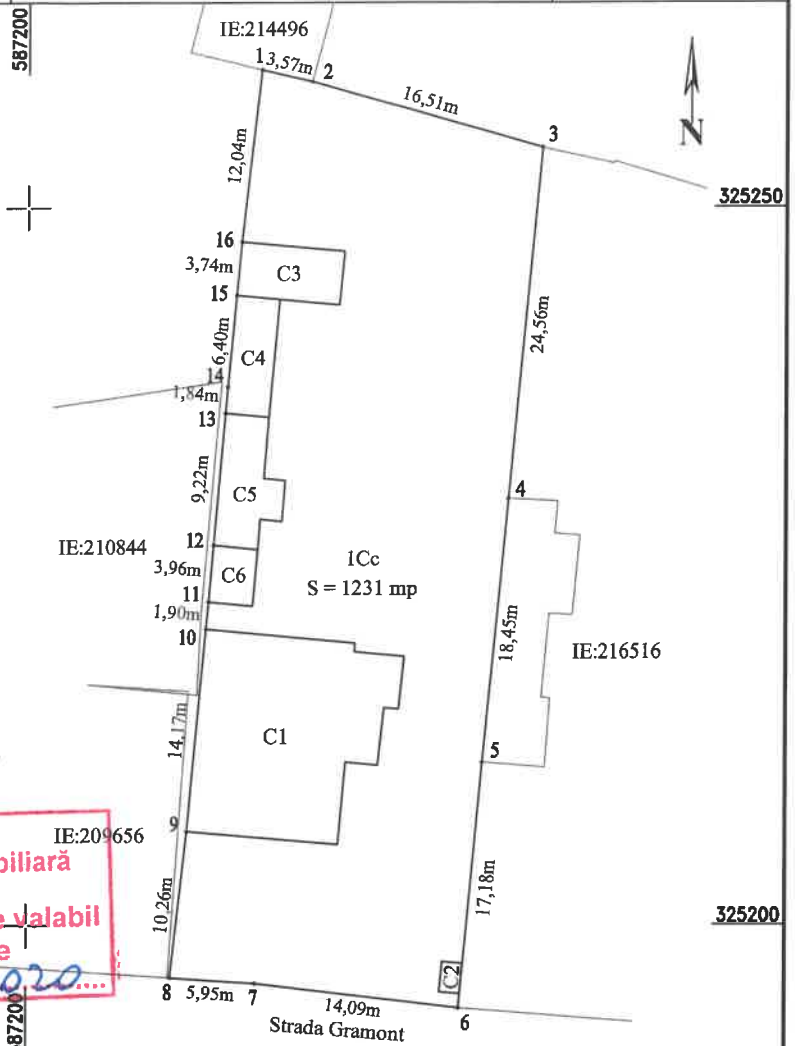 587200
IE:214496
1
3,57m
2
16,51m
3
N
12,04m
325250
16
3,74m
C3
15
6,40m
C4
24,56m
14
1,84m
13
9,22m
C5
4
12
IE:210844
3,96m
C6
1Cc
11
S = 1231 mp
1,90m
10
18,45m
IE:216516
14,17m
C1
5
9
IE:209656
biliară
17,18m
10,26m
valabil
325200
e
020....
C2
8
5,95m
7
14,09m
6
Strada Gramont
87200